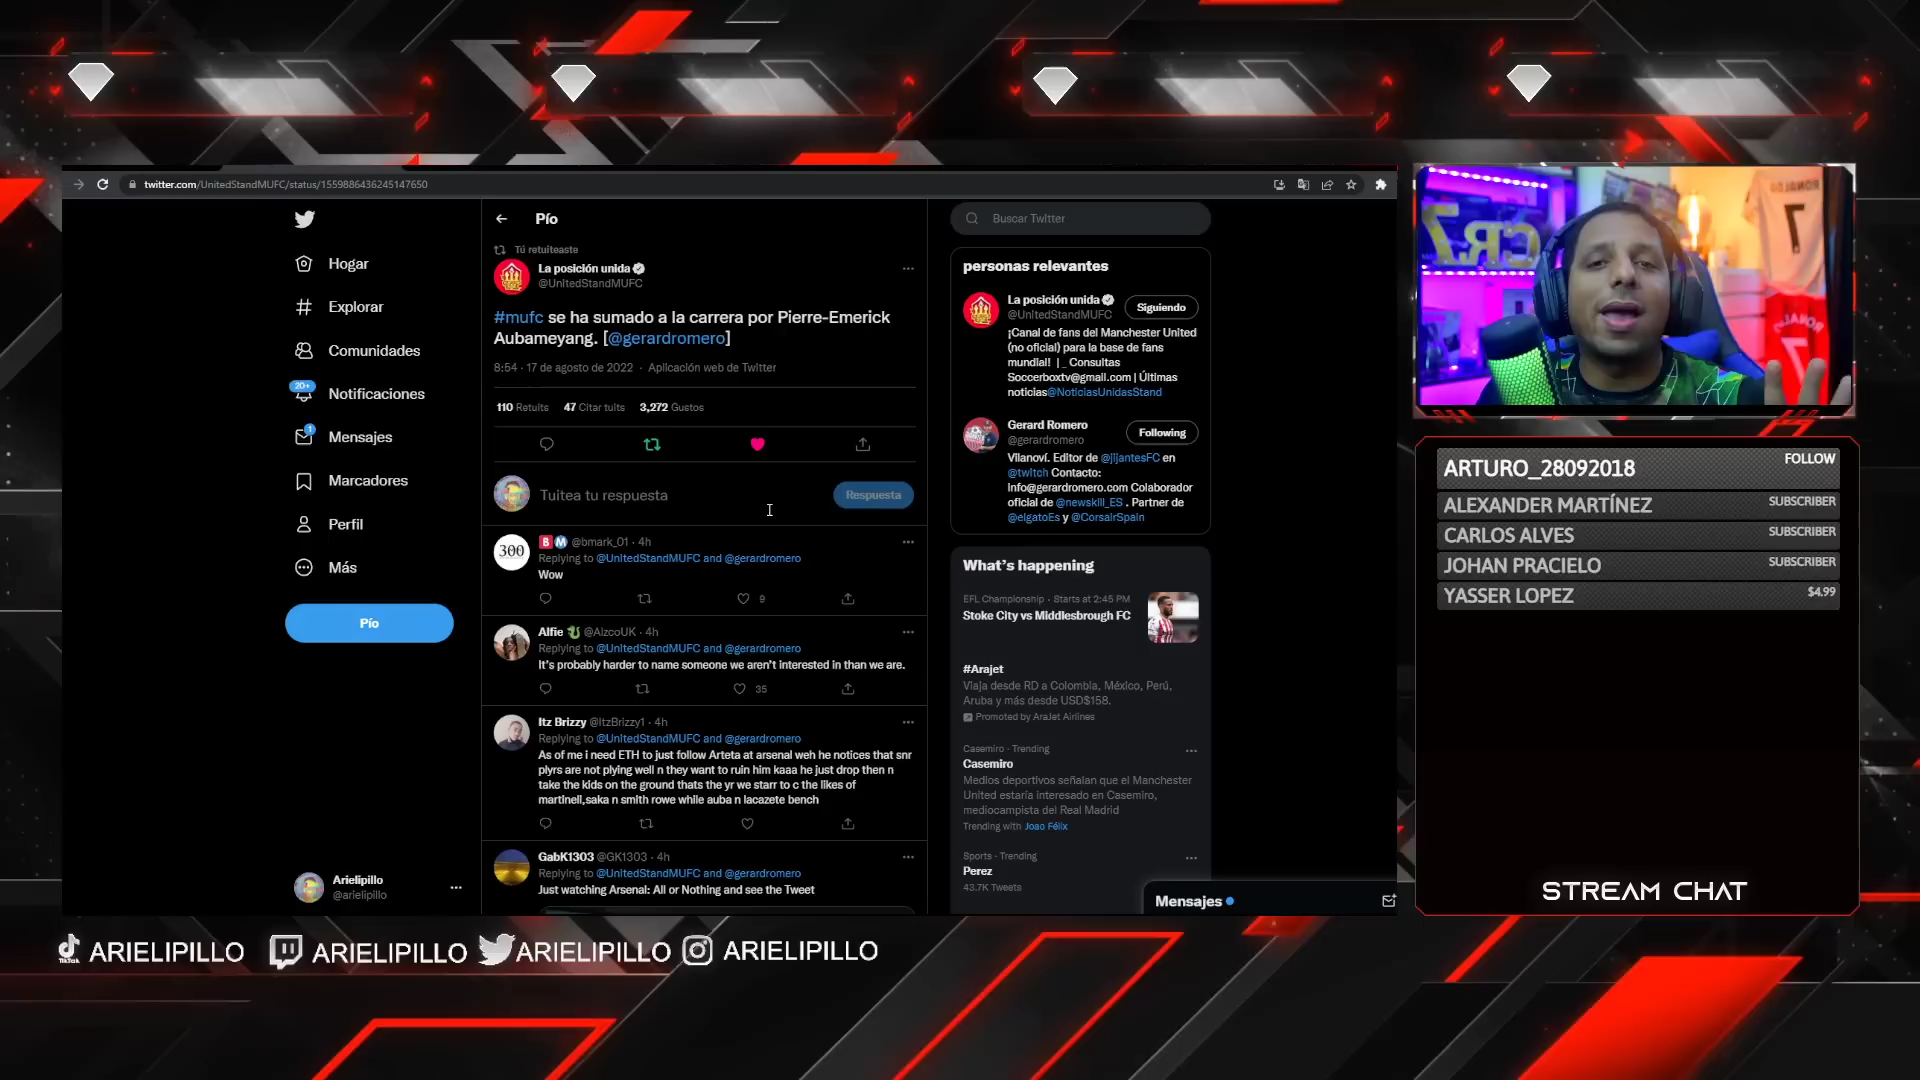 twitter.com/UnitedStandMUFC/status/1559886436245147650
Hogar
Explorar
Comunidades
20+
Notificaciones
1
Mensajes
Marcadores
Perfil
Más
Pío
Arielipillo
@arielipillo
Pío
Tú retuiteaste
La posición unida
@UnitedStandMUFC
#mufc se ha sumado a la carrera por Pierre-Emerick
Aubameyang. [@gerardromero]
8:54 · 17 de agosto de 2022 · Aplicación web de Twitter
110 Retuits 47 Citar tuits 3,272 Gustos
Tuitea tu respuesta
Respuesta
300
B M @bmark_01 · 4h
Replying to @UnitedStandMUFC and @gerardromero
Wow
9
Alfie @AlzcoUK · 4h
Replying to @UnitedStandMUFC and @gerardromero
It's probably harder to name someone we aren't interested in than we are.
35
Itz Brizzy @ItzBrizzy1 · 4h
Replying to @UnitedStandMUFC and @gerardromero
As of me i need ETH to just follow Arteta at arsenal weh he notices that snr
plyrs are not plying well n they want to ruin him kaaa he just drop then n
take the kids on the ground thats the yr we starr to c the likes of
martinell,saka n smith rowe while auba n lacazete bench
GabK1303 @GK1303 · 4h
Replying to @UnitedStandMUFC and @gerardromero
Just watching Arsenal: All or Nothing and see the Tweet
Buscar Twitter
personas relevantes
La posición unida
@UnitedStandMUFC
Siguiendo
¡Canal de fans del Manchester United
(no oficial) para la base de fans
mundial! |_ Consultas
Soccerboxtv@gmail.com | Últimas
noticias@NoticiasUnidasStand
Gerard Romero
@gerardromero
Following
Vilanoví. Editor de @jijantesFC en
@twitch Contacto:
Info@gerardromero.com Colaborador
oficial de @newskill_ES . Partner de
@elgatoEs y @CorsairSpain
What's happening
EFL Championship · Starts at 2:45 PM
Stoke City vs Middlesbrough FC
#Arajet
Viaja desde RD a Colombia, México, Perú,
Aruba y más desde USD$158.
Promoted by AraJet Airlines
Casemiro · Trending
Casemiro
Medios deportivos señalan que el Manchester
United estaría interesado en Casemiro,
mediocampista del Real Madrid
Trending with Joao Félix
Sports · Trending
Perez
43.7K Tweets
Mensajes
CR7
RONALDO
7
RONALDO
7
ARTURO_28092018 FOLLOW
ALEXANDER MARTÍNEZ SUBSCRIBER
CARLOS ALVES SUBSCRIBER
JOHAN PRACIELO SUBSCRIBER
YASSER LOPEZ $4.99
STREAM CHAT
TikTok ARIELIPILLO ARIELIPILLO ARIELIPILLO ARIELIPILLO